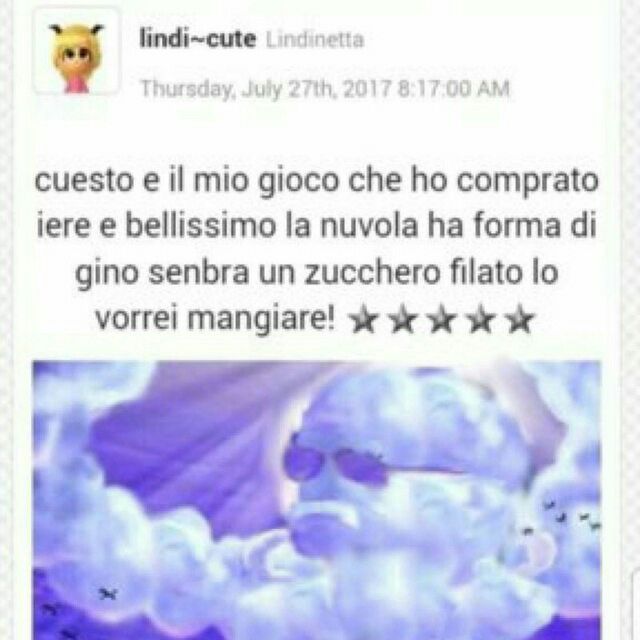 lindi~cute Lindinetta
Thursday, July 27th, 2017 8:17:00 AM
cuesto e il mio gioco che ho comprato
iere e bellissimo la nuvola ha forma di
gino senbra un zucchero filato lo
vorrei mangiare! ★★★★★